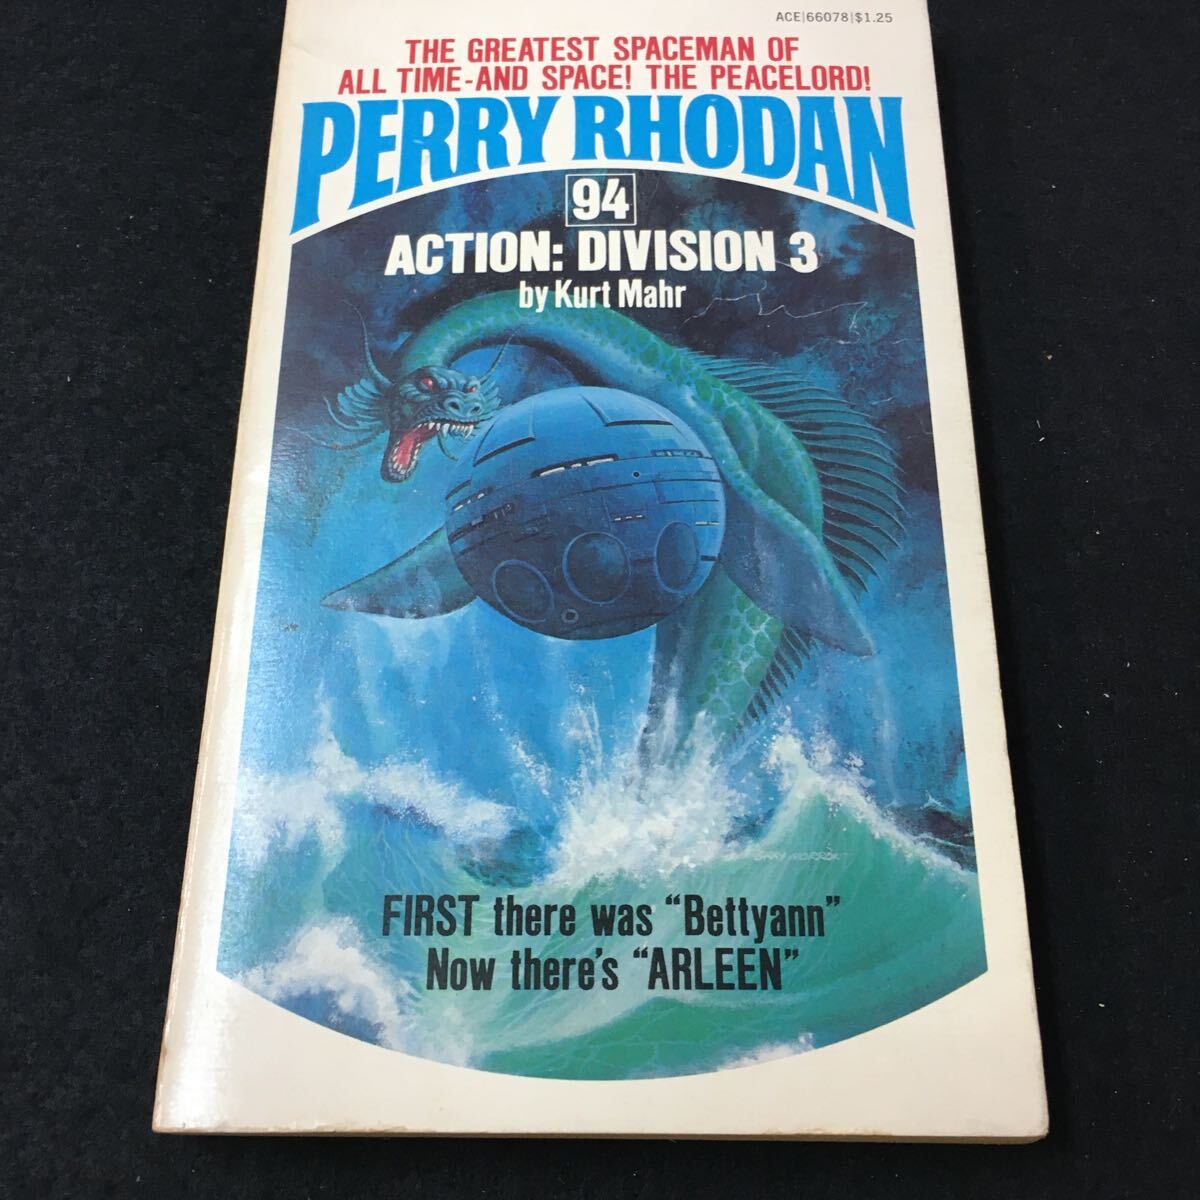 ACE|66078|$1.25
THE GREATEST SPACEMAN OF
ALL TIME-AND SPACE! THE PEACELORD!
PERRY RHODAN
94
ACTION: DIVISION 3
by Kurt Mahr
FIRST there was "Bettyann"
Now there's "ARLEEN"